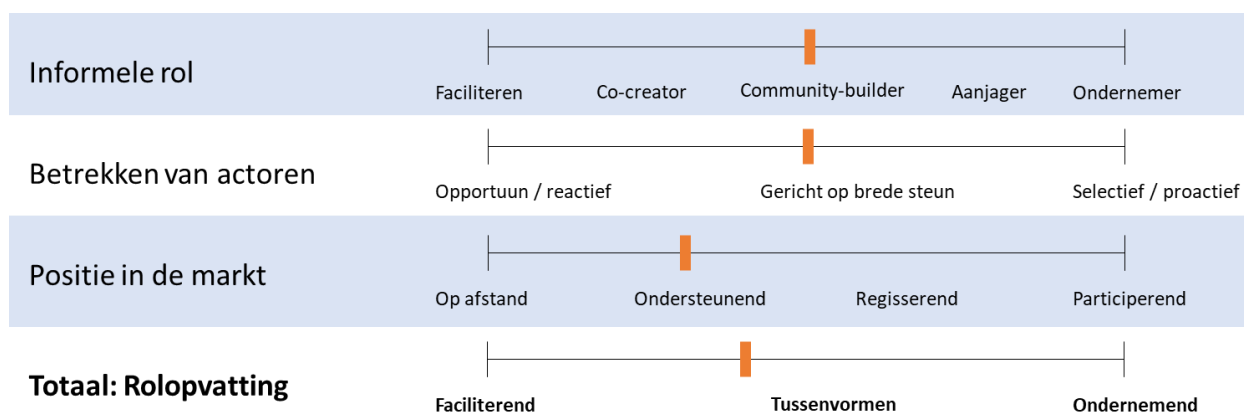 Informele rol
Faciliteren Co-creator Community-builder Aanjager Ondernemer
Betrekken van actoren
Opportuun / reactief Gericht op brede steun Selectief / proactief
Positie in de markt
Op afstand Ondersteunend Regisserend Participerend
Totaal: Rolopvatting
Faciliterend Tussenvormen Ondernemend